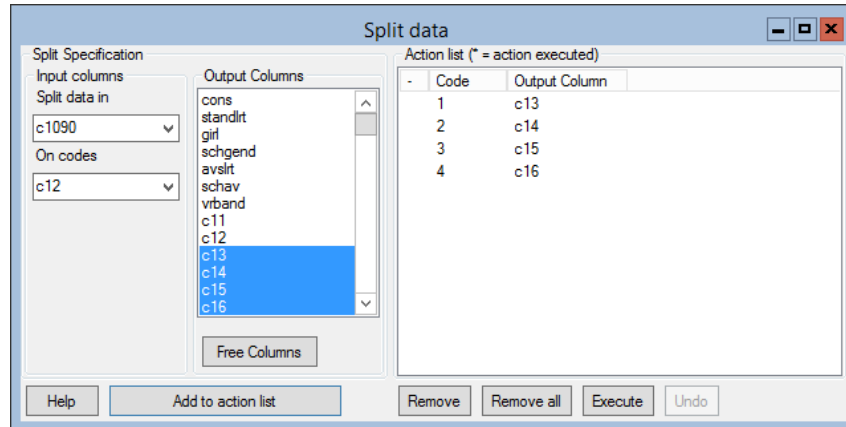 Split data
Split Specification
Input columns
Split data in
c1090
On codes
c12
Output Columns
cons
standlrt
girl
schgend
avslrt
schav
vrband
c11
c12
c13
c14
c15
c16
Free Columns
Help
Add to action list
Action list (* = action executed)
- Code Output Column
1 c13
2 c14
3 c15
4 c16
Remove
Remove all
Execute
Undo